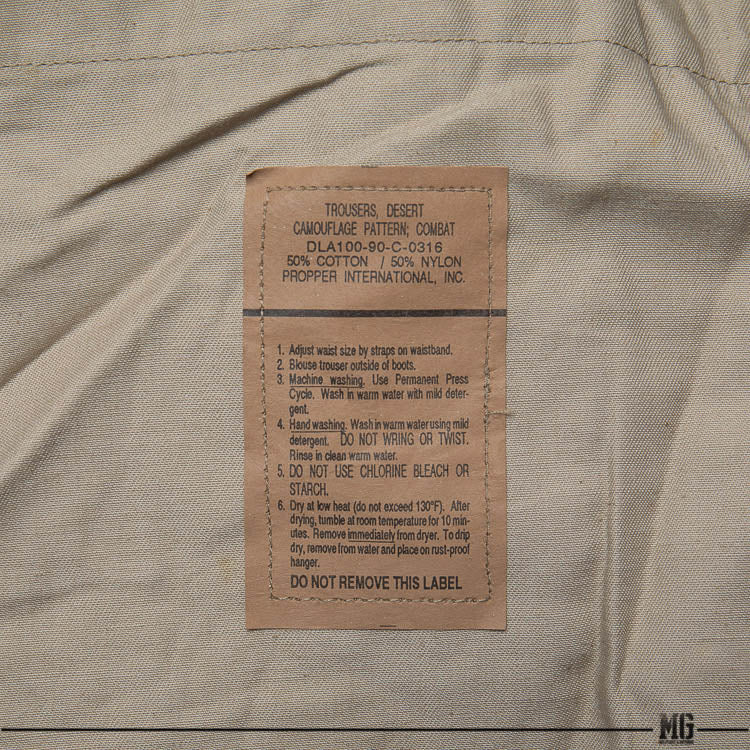 TROUSERS, DESERT
CAMOUFLAGE PATTERN; COMBAT
DLA100-90-C-0316
50% COTTON / 50% NYLON
PROPPER INTERNATIONAL, INC.
1. Adjust waist size by straps on waistband.
2. Blouse trouser outside of boots.
3. Machine washing. Use Permanent Press
Cycle. Wash in warm water with mild deter-
gent.
4. Hand washing. Wash in warm water using mild
detergent. DO NOT WRING OR TWIST.
Rinse in clean warm water.
5. DO NOT USE CHLORINE BLEACH OR
STARCH.
6. Dry at low heat (do not exceed 130°F). After
drying, tumble at room temperature for 10 min-
utes. Remove immediately from dryer. To drip
dry, remove from water and place on rust-proof
hanger.
DO NOT REMOVE THIS LABEL
MG